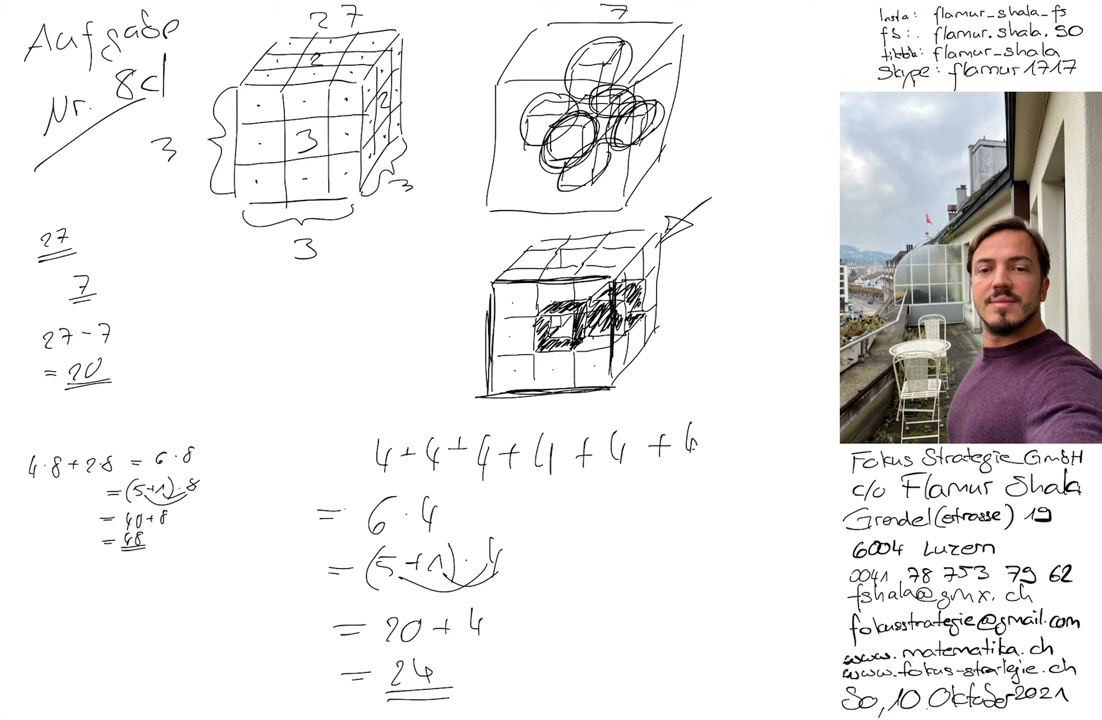 Aufgabe
Nr. 8d
27
2
3
3
2
3
3
7
27
7
27 - 7
= 20
4·8+2·8 = 6·8
= (5+1)·8
= 40+8
= 48
4+4+4+4+4+4
= 6·4
= (5+1)·4
= 20+4
= 24
Insta: flamur_shala_fs
fb: flamur.shala.90
tiktok: flamur_shala
Skype: flamur1717
Fokus Strategie GmbH
c/o Flamur Shala
Grendel(strasse) 19
6004 Luzern
0041 78 753 79 62
fshala@gmx.ch
fokusstrategie@gmail.com
www.matematika.ch
www.fokus-strategie.ch
So, 10. Oktober 2021